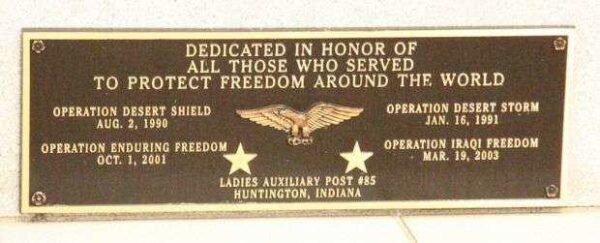 DEDICATED IN HONOR OF
ALL THOSE WHO SERVED
TO PROTECT FREEDOM AROUND THE WORLD
OPERATION DESERT SHIELD
AUG. 2, 1990
OPERATION DESERT STORM
JAN. 16, 1991
OPERATION ENDURING FREEDOM
OCT. 1, 2001
OPERATION IRAQI FREEDOM
MAR. 19, 2003
LADIES AUXILIARY POST #85
HUNTINGTON, INDIANA